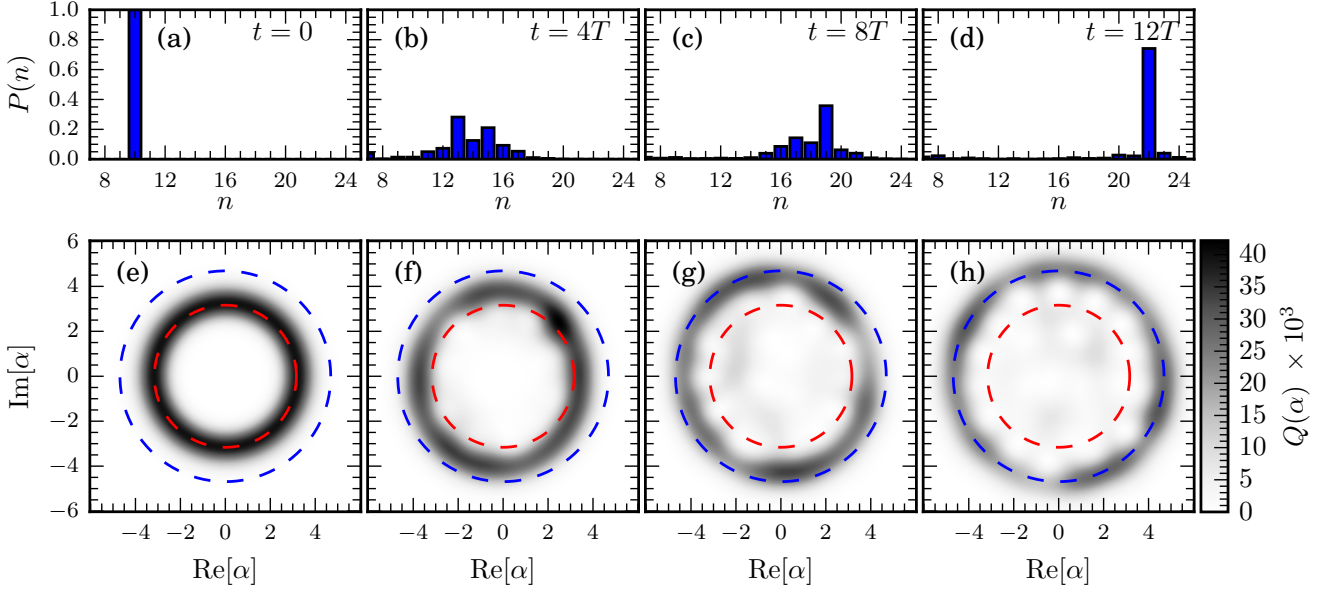 (a) t = 0 (b) t = 4T (c) t = 8T (d) t = 12T
P(n)
1.0
0.8
0.6
0.4
0.2
0.0
8 12 16 20 24 8 12 16 20 24 8 12 16 20 24 8 12 16 20 24
n n n n
(e) (f) (g) (h)
Im[α]
6
4
2
0
−2
−4
−6
−4 −2 0 2 4 −4 −2 0 2 4 −4 −2 0 2 4 −4 −2 0 2 4
Re[α] Re[α] Re[α] Re[α]
40
35
30
25
20
15
10
5
0
Q(α) × 10³